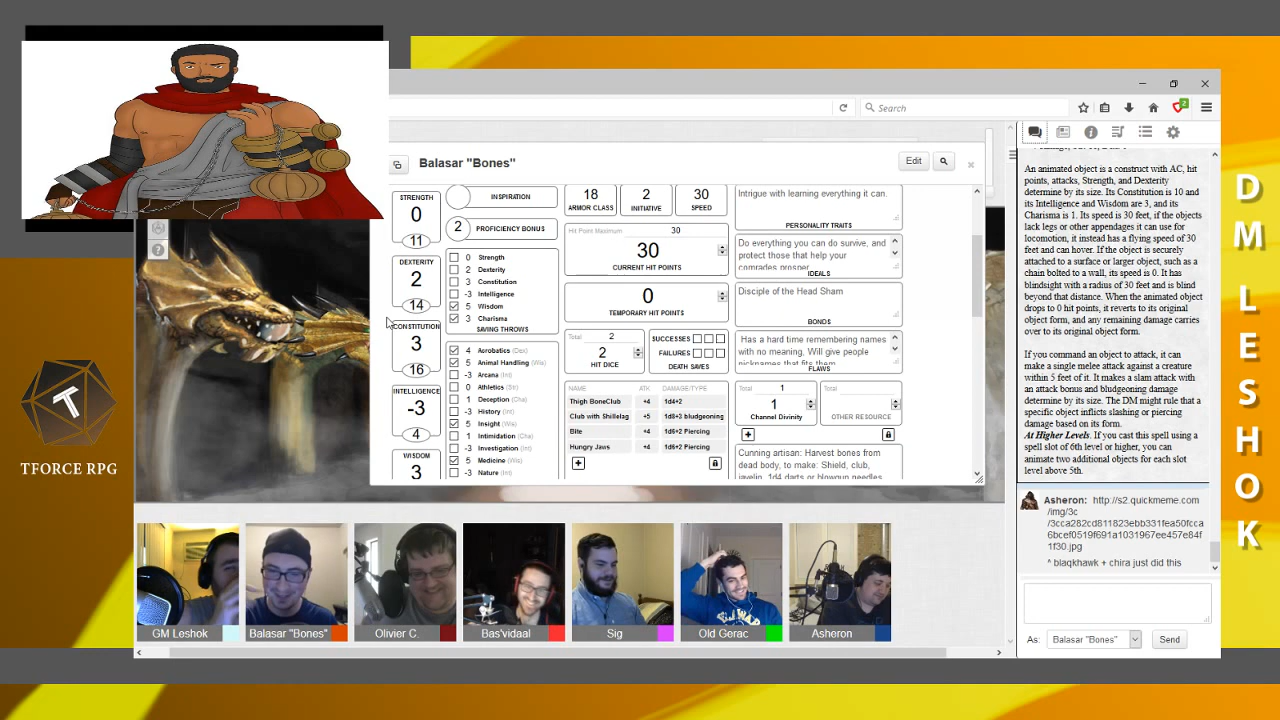 Search
2
Balasar "Bones"
Edit
STRENGTH
0
11
DEXTERITY
2
14
CONSTITUTION
3
16
INTELLIGENCE
-3
4
WISDOM
3
INSPIRATION
2 PROFICIENCY BONUS
0 Strength
2 Dexterity
3 Constitution
-3 Intelligence
5 Wisdom
3 Charisma
SAVING THROWS
4 Acrobatics (Dex)
5 Animal Handling (Wis)
-3 Arcana (Int)
0 Athletics (Str)
1 Deception (Cha)
-3 History (Int)
5 Insight (Wis)
1 Intimidation (Cha)
-3 Investigation (Int)
5 Medicine (Wis)
-3 Nature (Int)
18 2 30
ARMOR CLASS INITIATIVE SPEED
Hit Point Maximum 30
30
CURRENT HIT POINTS
0
TEMPORARY HIT POINTS
Total 2
2
HIT DICE
SUCCESSES
FAILURES
DEATH SAVES
NAME ATK DAMAGE/TYPE
Thigh BoneClub +4 1d4+2
Club with Shillelag +5 1d8+3 bludgeoning
Bite +4 1d6+2 Piercing
Hungry Jaws +4 1d6+2 Piercing
Intrigue with learning everything it can.
PERSONALITY TRAITS
Do everything you can do survive, and
protect those that help your
comrades prosper
IDEALS
Disciple of the Head Sham
BONDS
Has a hard time remembering names
with no meaning, Will give people
nicknames that fits them
FLAWS
Total 1
1
Channel Divinity
Total
OTHER RESOURCE
Cunning artisan: Harvest bones from
dead body, to make: Shield, club,
javelin, 1d4 darts or blowgun needles
An animated object is a construct with AC, hit
points, attacks, Strength, and Dexterity
determine by its size. Its Constitution is 10 and
its Intelligence and Wisdom are 3, and its
Charisma is 1. Its speed is 30 feet, if the objects
lack legs or other appendages it can use for
locomotion, it instead has a flying speed of 30
feet and can hover. If the object is securely
attached to a surface or larger object, such as a
chain bolted to a wall, its speed is 0. It has
blindsight with a radius of 30 feet and is blind
beyond that distance. When the animated object
drops to 0 hit points, it reverts to its original
object form, and any remaining damage carries
over to its original object form.
If you command an object to attack, it can
make a single melee attack against a creature
within 5 feet of it. It makes a slam attack with
an attack bonus and bludgeoning damage
determine by its size. The DM might rule that a
specific object inflicts slashing or piercing
damage based on its form.
At Higher Levels. If you cast this spell using a
spell slot of 6th level or higher, you can
animate two additional objects for each slot
level above 5th.
Asheron: http://s2.quickmeme.com
/img/3c
/3cca282cd811823ebb331fea50fcca
6bcef0519f691a1031967ee457e84f
1f30.jpg
^ blaqkhawk + chira just did this
As: Balasar "Bones" Send
T
TFORCE RPG
GM Leshok
Balasar "Bones"
Olivier C.
Bas'vidaal
Sig
Old Gerac
Asheron
DM LESHOK